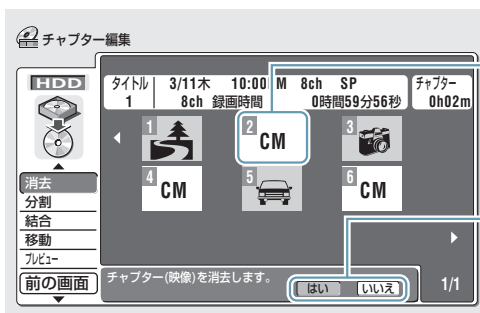 チャプター編集
HDD
タイトル 3/11木 10:00 M 8ch SP チャプター
1 8ch 録画時間 0時間59分56秒 0h02m
1
2 CM
3
4 CM
5
6 CM
消去
分割
結合
移動
プレビュー
前の画面
チャプター(映像)を消去します。 はい いいえ 1/1